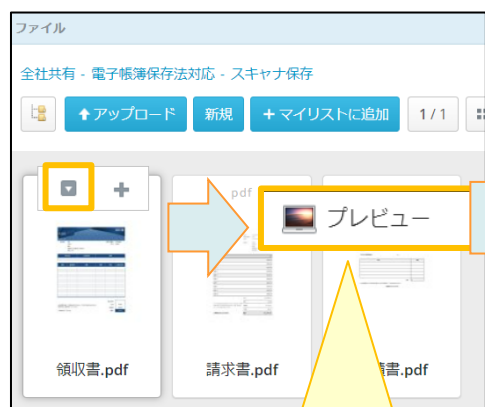 ファイル
全社共有 - 電子帳簿保存法対応 - スキャナ保存
アップロード 新規 + マイリストに追加 1 / 1
pdf
プレビュー
領収書.pdf 請求書.pdf 書.pdf